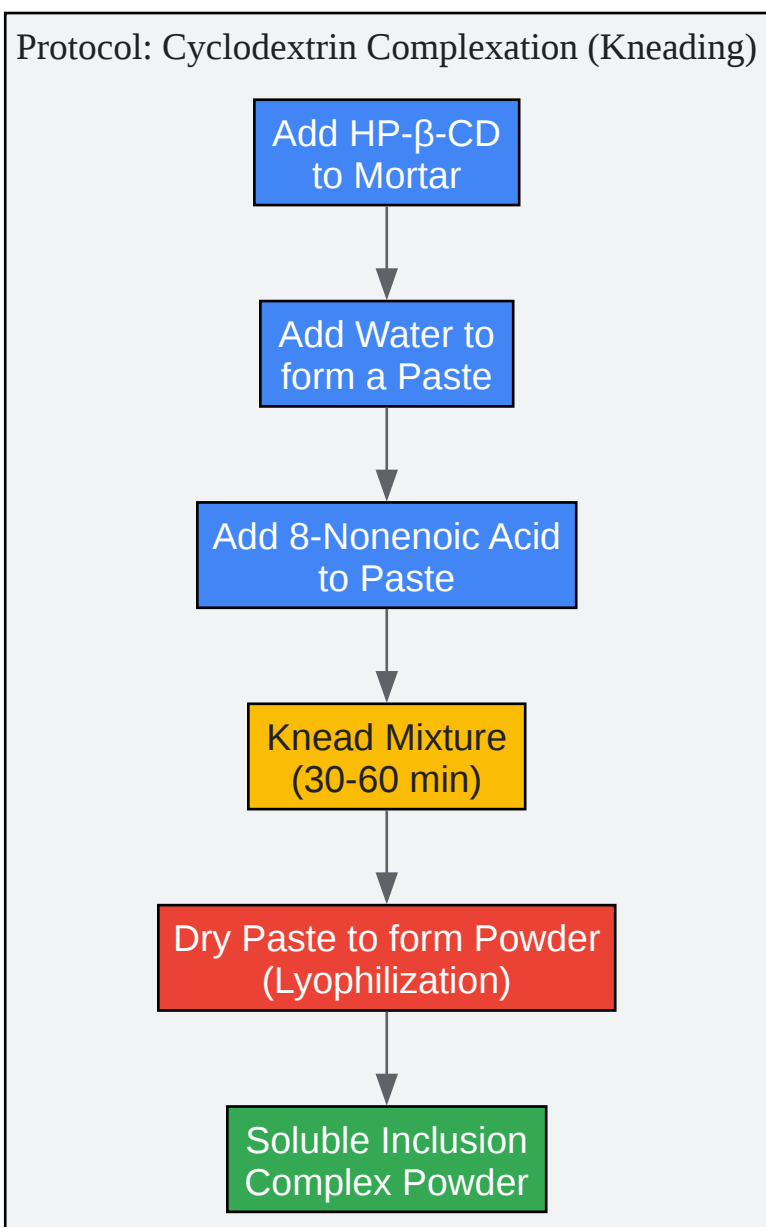 Protocol: Cyclodextrin Complexation (Kneading)
Add HP-β-CD
to Mortar
Add Water to
form a Paste
Add 8-Nonenoic Acid
to Paste
Knead Mixture
(30-60 min)
Dry Paste to form Powder
(Lyophilization)
Soluble Inclusion
Complex Powder